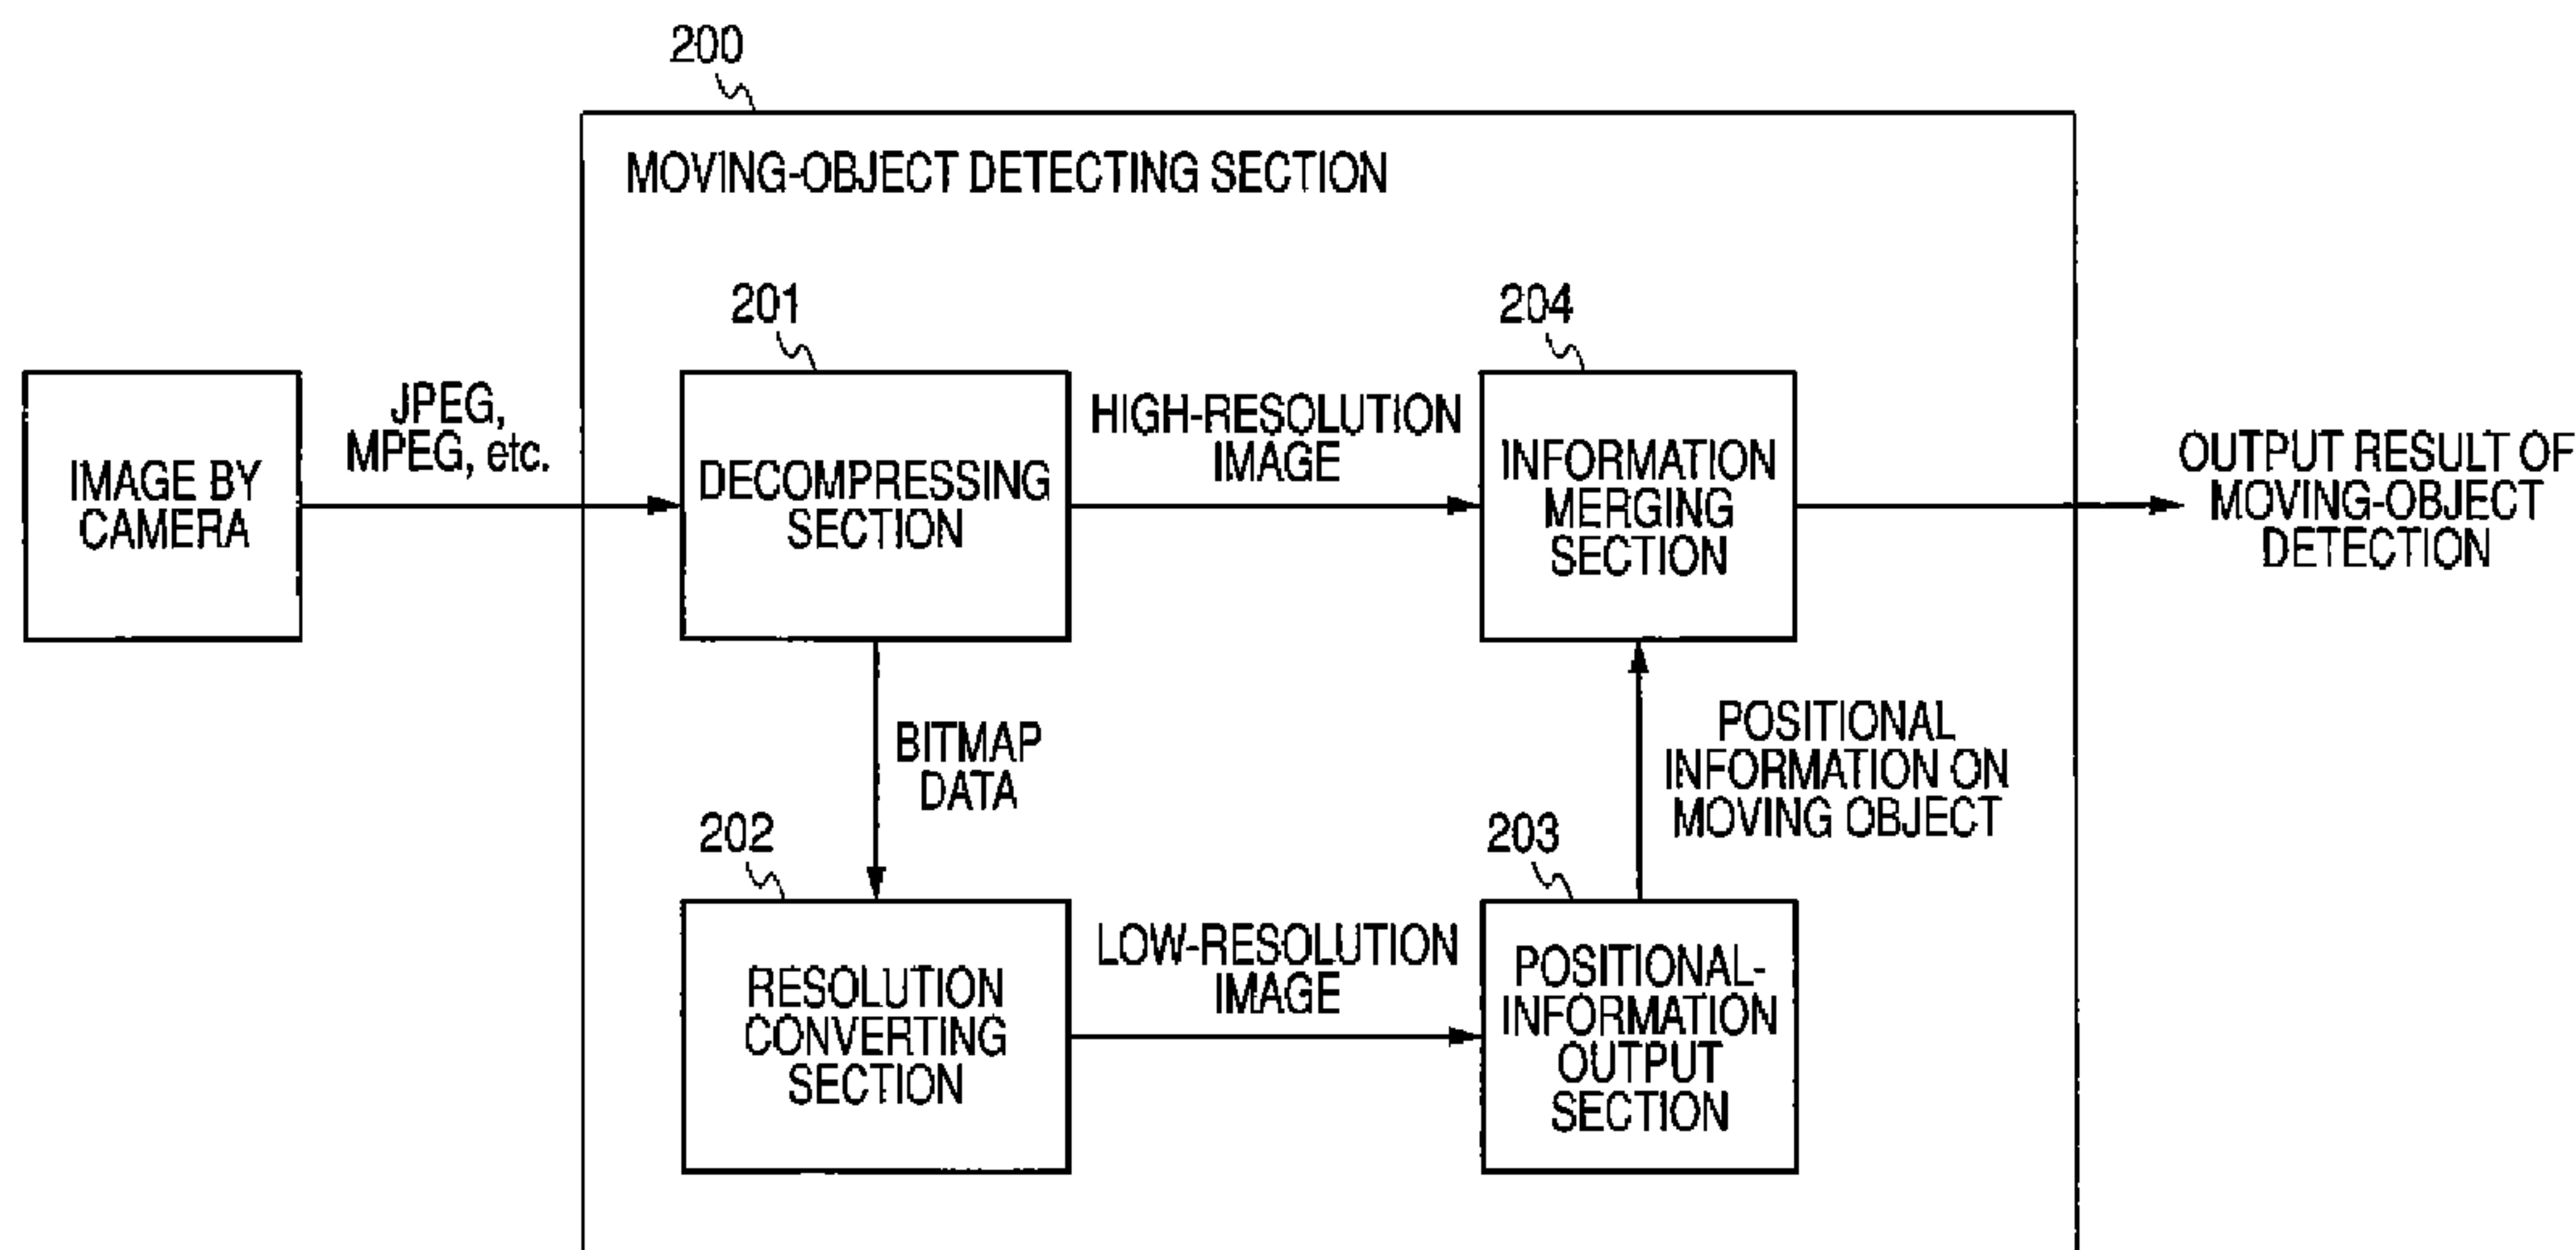 200
MOVING-OBJECT DETECTING SECTION
201
204
IMAGE BY
CAMERA
JPEG,
MPEG, etc.
DECOMPRESSING
SECTION
HIGH-RESOLUTION
IMAGE
INFORMATION
MERGING
SECTION
OUTPUT RESULT OF
MOVING-OBJECT
DETECTION
BITMAP
DATA
POSITIONAL
INFORMATION ON
MOVING OBJECT
202
203
RESOLUTION
CONVERTING
SECTION
LOW-RESOLUTION
IMAGE
POSITIONAL-
INFORMATION
OUTPUT
SECTION